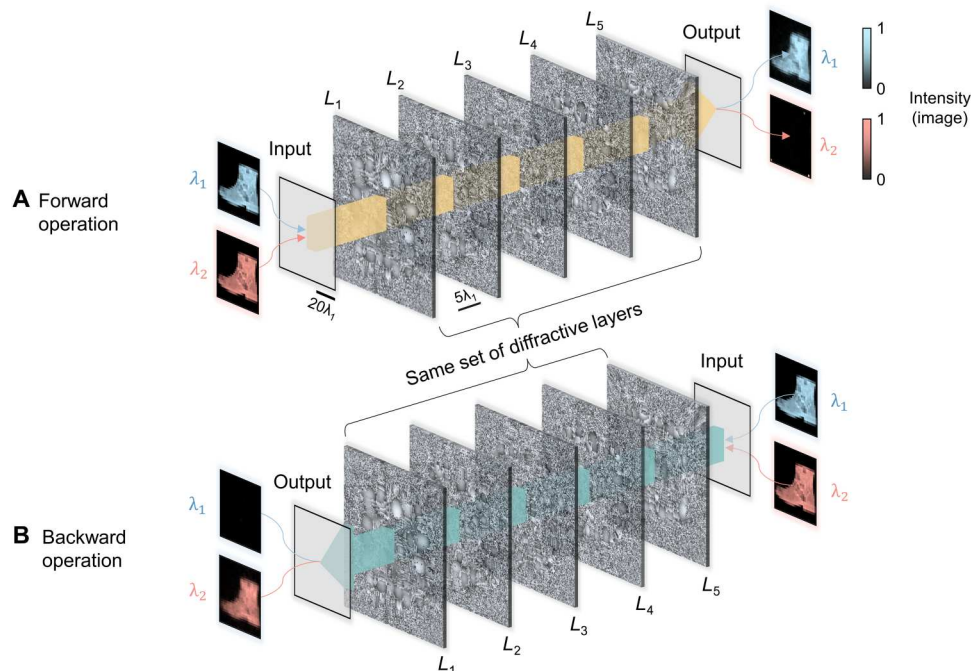 A Forward
operation
Input
L1
L2
L3
L4
L5
Output
λ1
λ2
λ1
λ2
1
0
1
0
Intensity
(image)
20λ1
5λ1
Same set of diffractive layers
B Backward
operation
Output
Input
λ1
λ2
λ1
λ2
L1
L2
L3
L4
L5